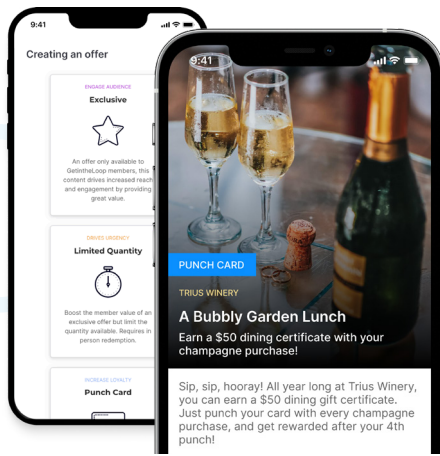 9:41
Creating an offer
ENGAGE AUDIENCE
Exclusive
An offer only available to
GetintheLoop members, this
content drives increased reach
and engagement by providing
great value.
DRIVES URGENCY
Limited Quantity
Boost the member value of an
exclusive offer but limit the
quantity available. Requires in
person redemption.
INCREASE LOYALTY
Punch Card
9:41
PUNCH CARD
TRIUS WINERY
A Bubbly Garden Lunch
Earn a $50 dining certificate with your
champagne purchase!
Sip, sip, hooray! All year long at Trius Winery,
you can earn a $50 dining gift certificate.
Just punch your card with every champagne
purchase, and get rewarded after your 4th
punch!